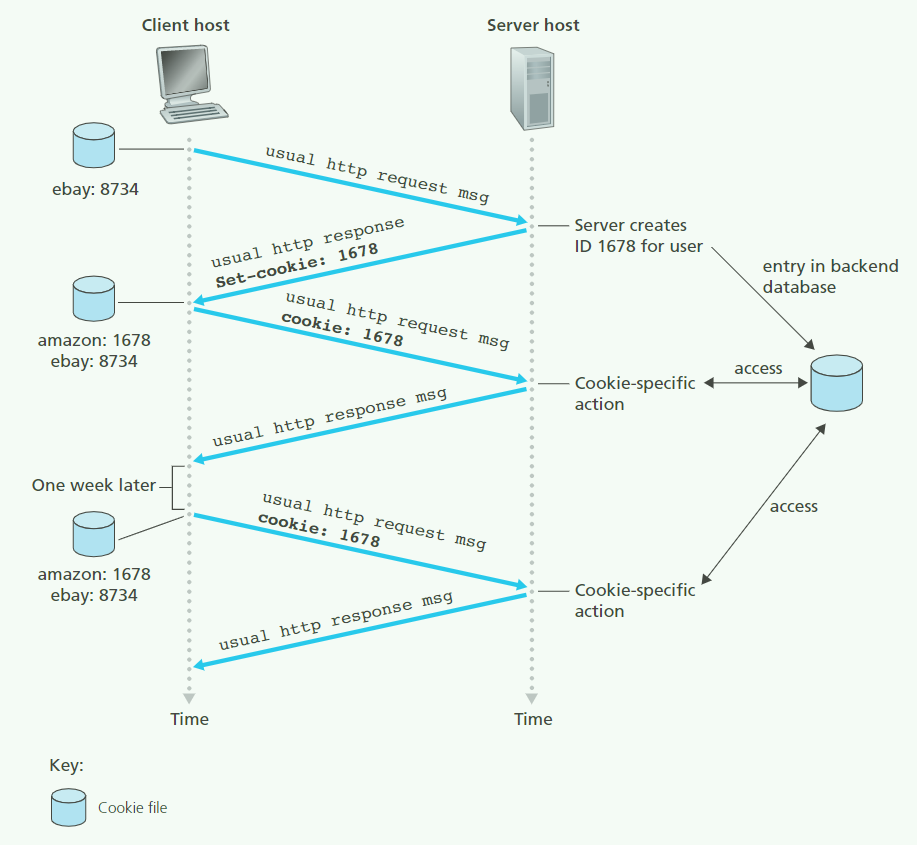 Client host
Server host
usual http request msg
ebay: 8734
Server creates
ID 1678 for user
usual http response
Set-cookie: 1678
entry in backend
database
usual http request msg
cookie: 1678
amazon: 1678
ebay: 8734
access
Cookie-specific
action
usual http response msg
One week later
usual http request msg
cookie: 1678
access
amazon: 1678
ebay: 8734
Cookie-specific
action
usual http response msg
Time
Time
Key:
Cookie file